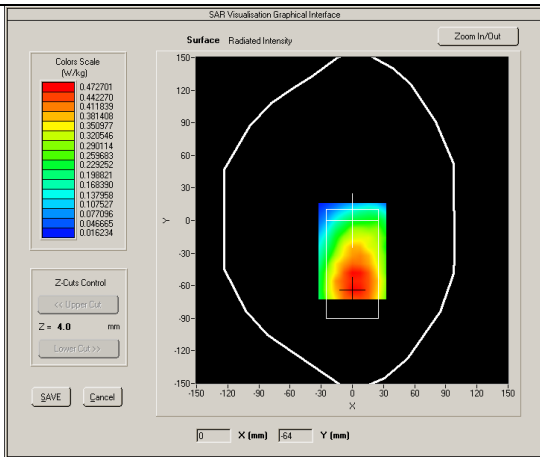 SAR Visualisation Graphical Interface
Surface Radiated Intensity
Zoom In/Out
Colors Scale
(W/kg)
0.472701
0.442270
0.411839
0.381408
0.350977
0.320546
0.290114
0.259683
0.229252
0.198821
0.168390
0.137958
0.107527
0.077096
0.046665
0.016234
Z-Cuts Control
<< Upper Cut
Z = 4.0 mm
Lower Cut >>
SAVE
Cancel
150
120
90
60
30
0
-30
-60
-90
-120
-150
Y
-150 -120 -90 -60 -30 0 30 60 90 120 150
X
0 X (mm) -64 Y (mm)